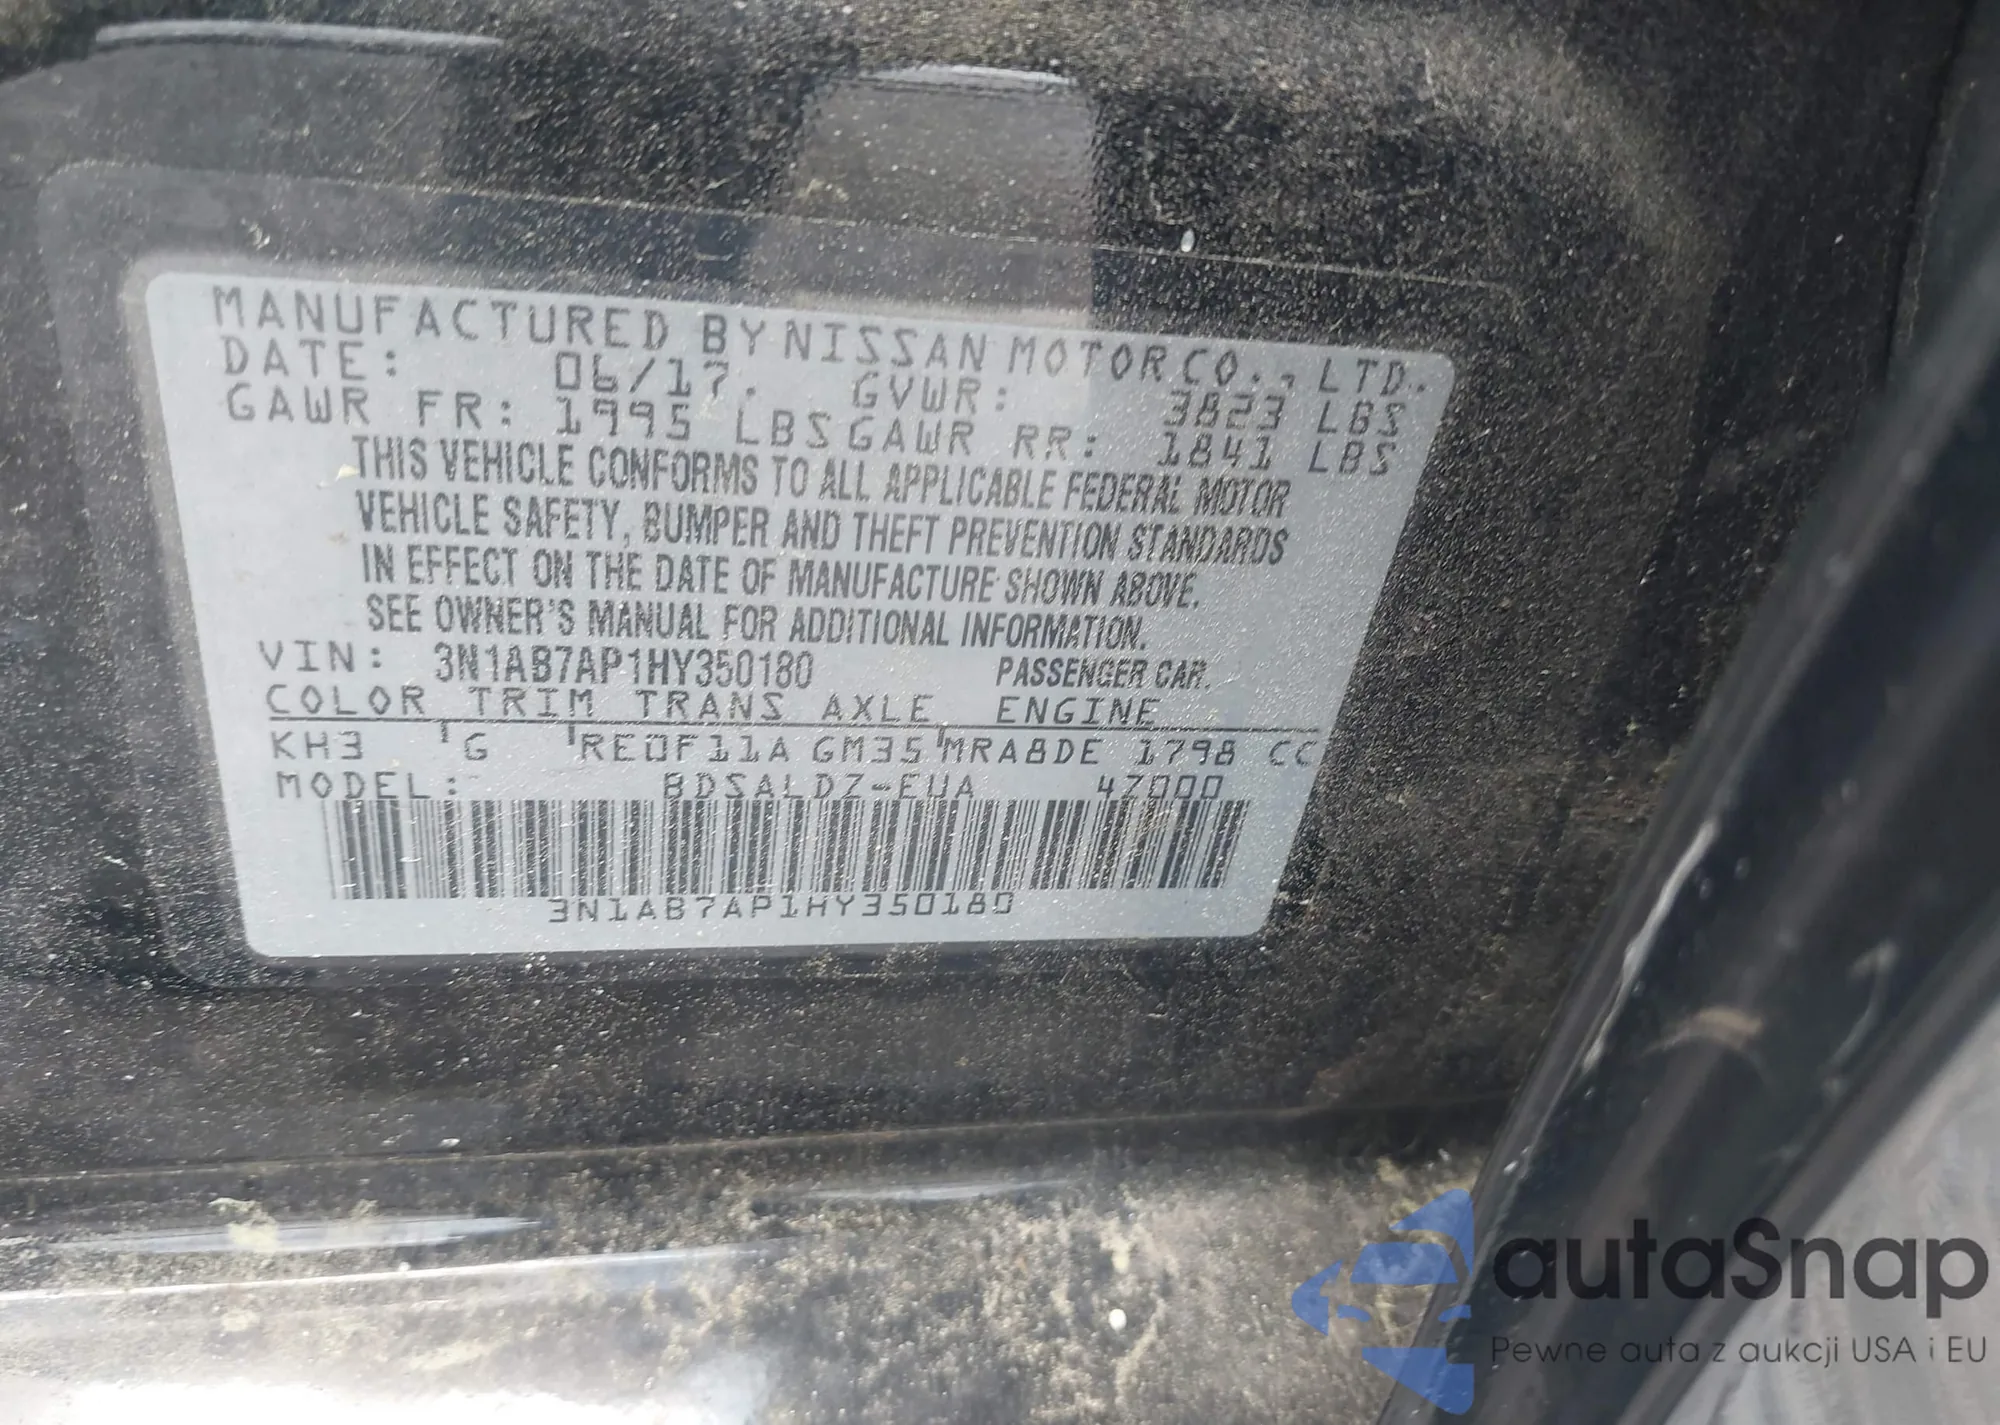 MANUFACTURED BY NISSAN MOTOR CO., LTD.
DATE: 06/17. GVWR: 3823 LBS
GAWR FR: 1995 LBS GAWR RR: 1841 LBS
THIS VEHICLE CONFORMS TO ALL APPLICABLE FEDERAL MOTOR
VEHICLE SAFETY, BUMPER AND THEFT PREVENTION STANDARDS
IN EFFECT ON THE DATE OF MANUFACTURE SHOWN ABOVE.
SEE OWNER'S MANUAL FOR ADDITIONAL INFORMATION.
VIN: 3N1AB7AP1HY350180 PASSENGER CAR.
COLOR TRIM TRANS AXLE ENGINE
KH3 G RE0F11A GM35 MRA8DE 1798 CC
MODEL: BDSALDZ-EUA 47000
3N1AB7AP1HY350180
autaSnap
Pewne auta z aukcji USA i EU